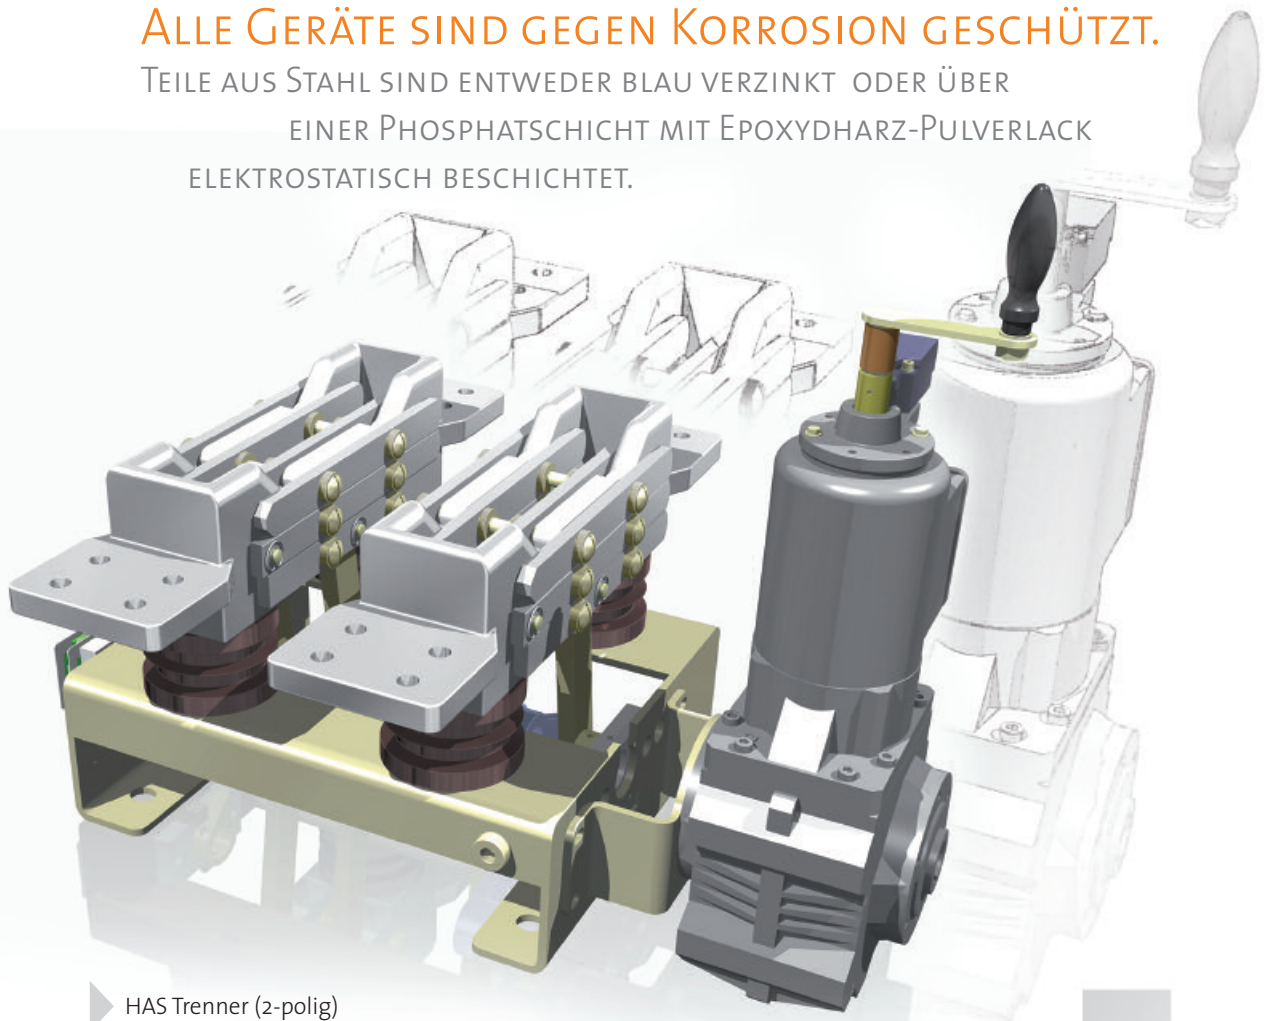 Alle Geräte sind gegen Korrosion geschützt.
Teile aus Stahl sind entweder blau verzinkt oder über
einer Phosphatschicht mit Epoxydharz-Pulverlack
elektrostatisch beschichtet.
HAS Trenner (2-polig)